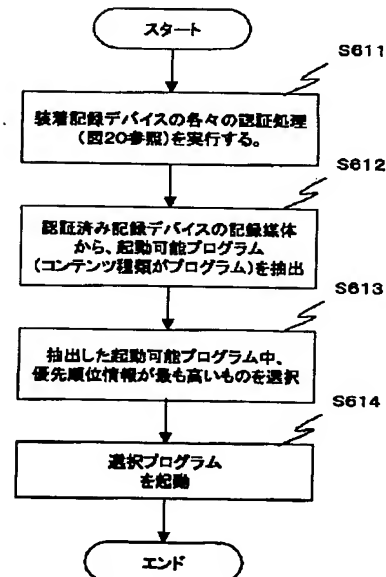 スタート
S611
装着記録デバイスの各々の認証処理
(図20参照)を実行する。
S612
認証済み記録デバイスの記録媒体
から、起動可能プログラム
(コンテンツ種類がプログラム)を抽出
S613
抽出した起動可能プログラム中、
優先順位情報が最も高いものを選択
S614
選択プログラム
を起動
エンド